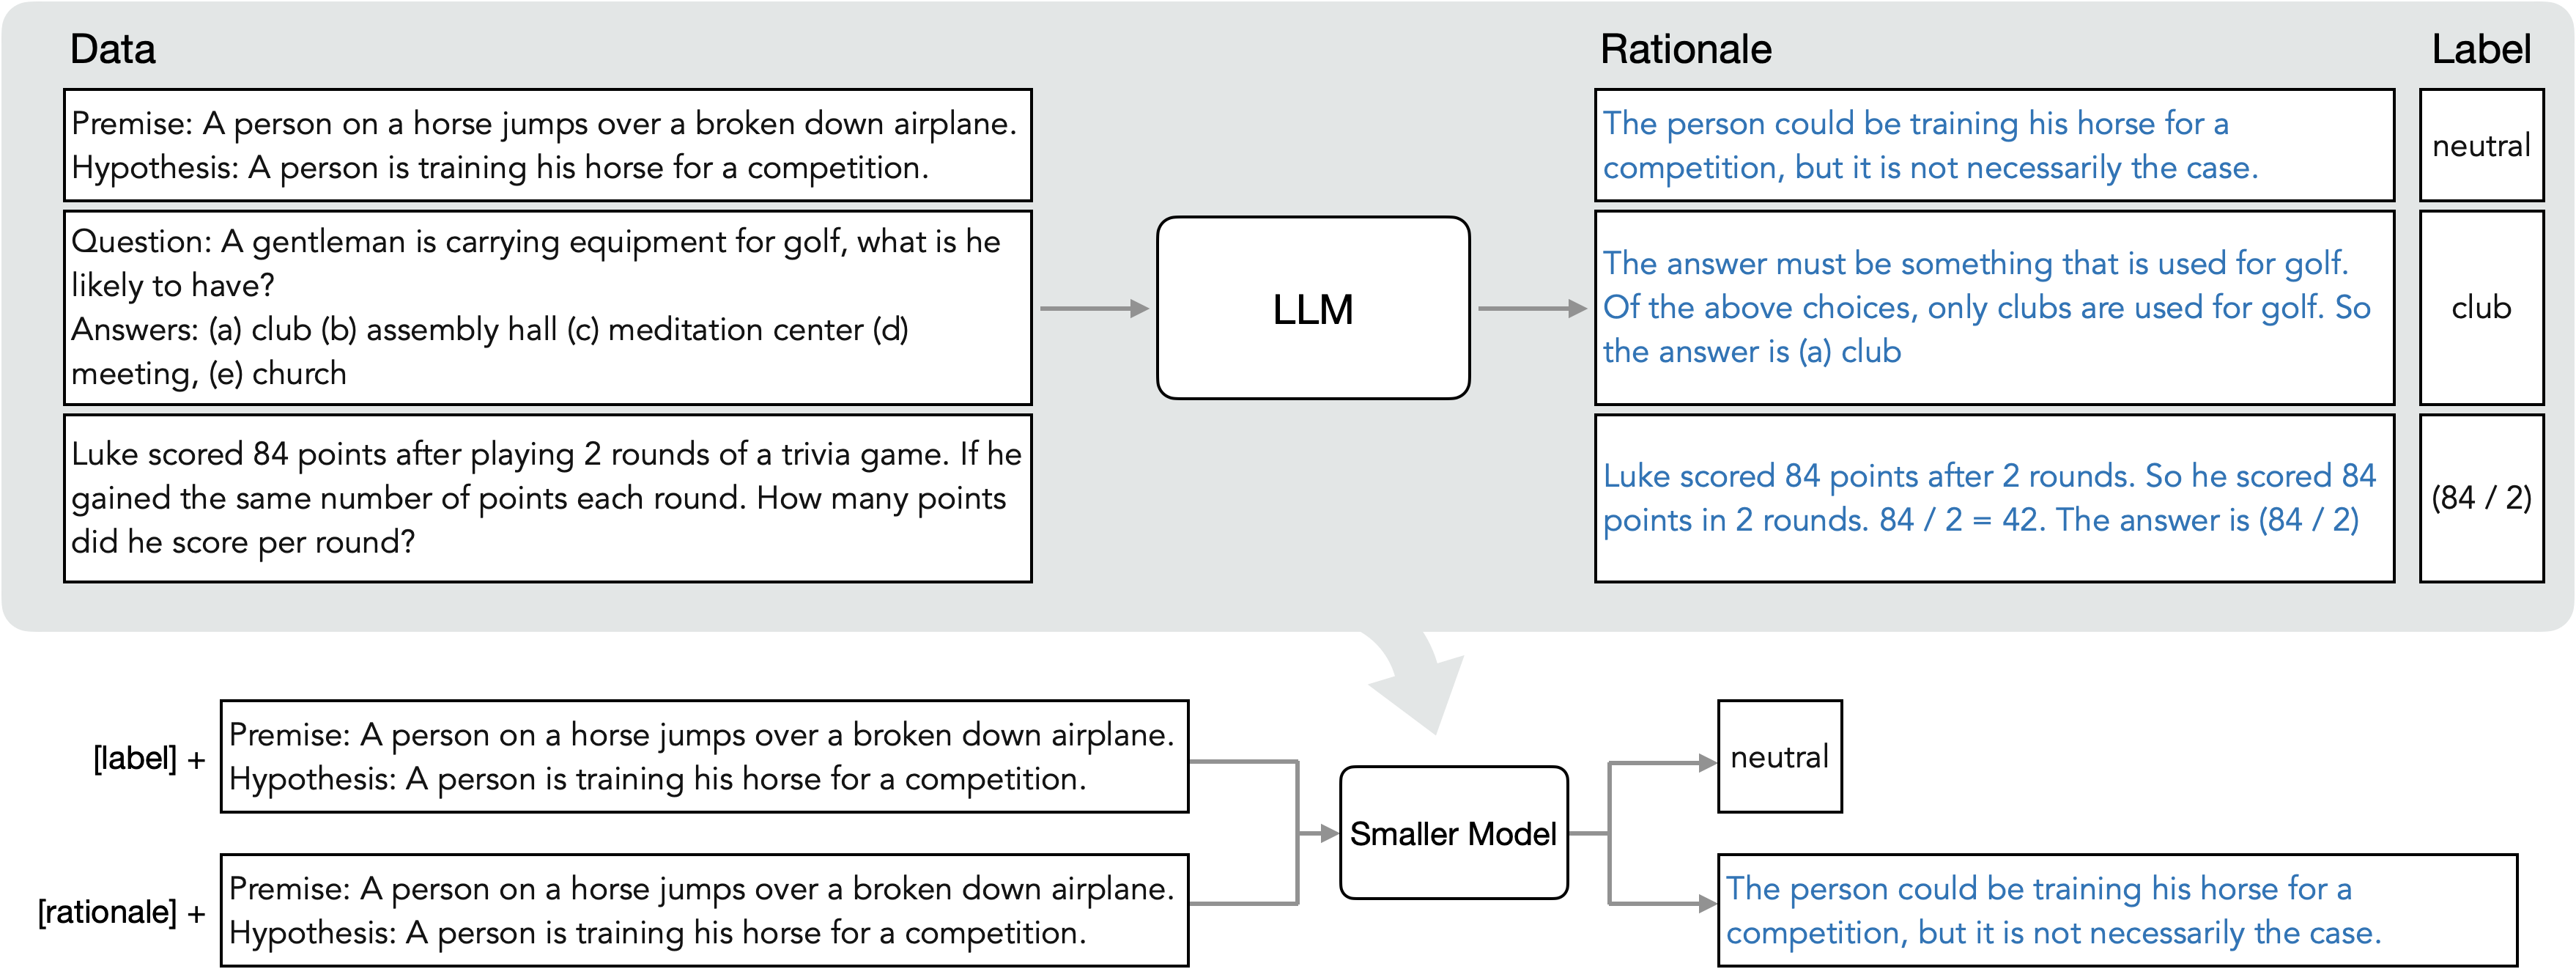 Data
Rationale
Label
Premise: A person on a horse jumps over a broken down airplane.
Hypothesis: A person is training his horse for a competition.
The person could be training his horse for a
competition, but it is not necessarily the case.
neutral
Question: A gentleman is carrying equipment for golf, what is he
likely to have?
Answers: (a) club (b) assembly hall (c) meditation center (d)
meeting, (e) church
LLM
The answer must be something that is used for golf.
Of the above choices, only clubs are used for golf. So
the answer is (a) club
club
Luke scored 84 points after playing 2 rounds of a trivia game. If he
gained the same number of points each round. How many points
did he score per round?
Luke scored 84 points after 2 rounds. So he scored 84
points in 2 rounds. 84 / 2 = 42. The answer is (84 / 2)
(84 / 2)
[label] +
Premise: A person on a horse jumps over a broken down airplane.
Hypothesis: A person is training his horse for a competition.
[rationale] +
Premise: A person on a horse jumps over a broken down airplane.
Hypothesis: A person is training his horse for a competition.
Smaller Model
neutral
The person could be training his horse for a
competition, but it is not necessarily the case.